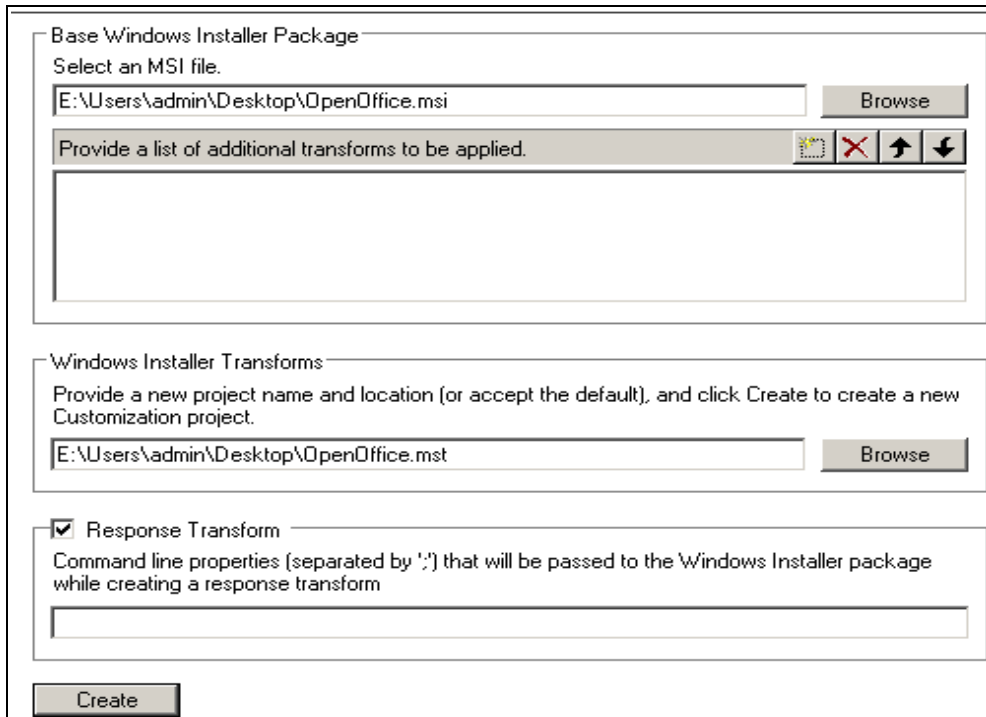 Base Windows Installer Package
Select an MSI file.
E:\Users\admin\Desktop\OpenOffice.msi
Browse
Provide a list of additional transforms to be applied.
Windows Installer Transforms
Provide a new project name and location (or accept the default), and click Create to create a new
Customization project.
E:\Users\admin\Desktop\OpenOffice.mst
Browse
Response Transform
Command line properties (separated by ';') that will be passed to the Windows Installer package
while creating a response transform
Create